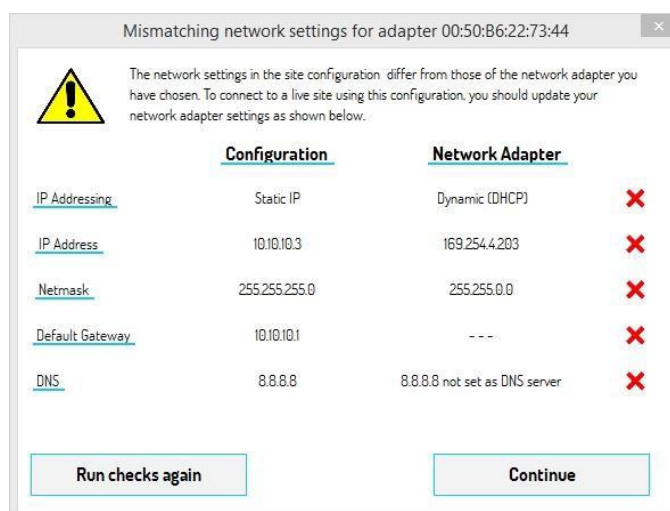 Mismatching network settings for adapter 00:50:B6:22:73:44
The network settings in the site configuration differ from those of the network adapter you
have chosen. To connect to a live site using this configuration, you should update your
network adapter settings as shown below.
Configuration Network Adapter
IP Addressing Static IP Dynamic (DHCP)
IP Address 10.10.10.3 169.254.4.203
Netmask 255.255.255.0 255.255.0.0
Default Gateway 10.10.10.1 - - -
DNS 8.8.8.8 8.8.8.8 not set as DNS server
Run checks again Continue